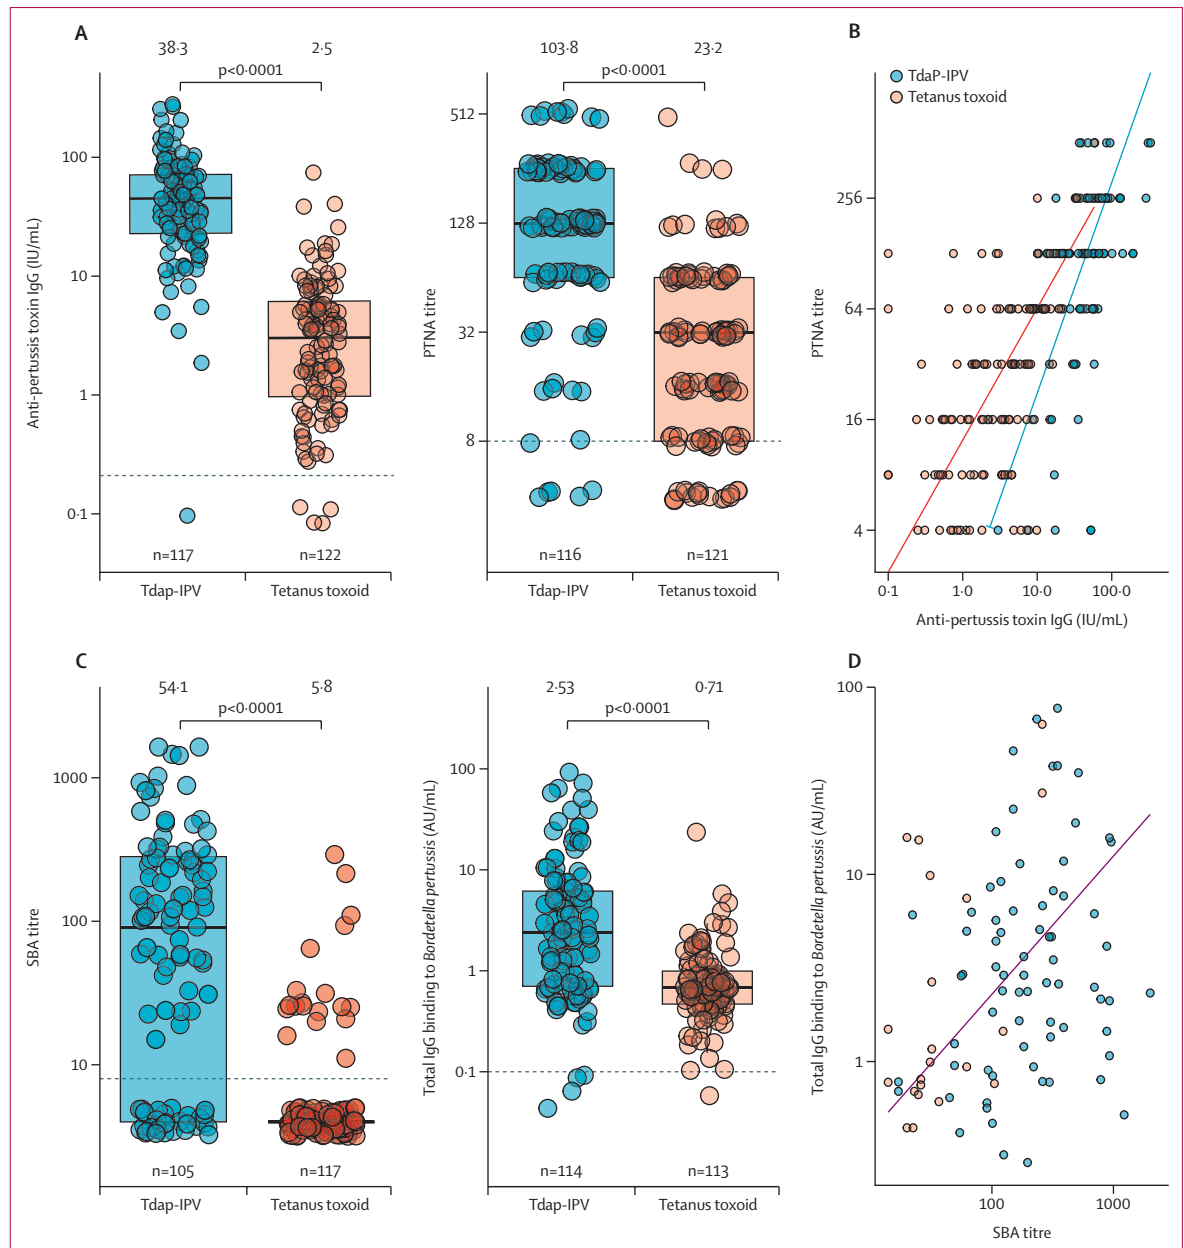 A
38·3
2·5
p<0·0001
100
10
1
0·1
Anti-pertussis toxin IgG (IU/mL)
n=117
n=122
Tdap-IPV
Tetanus toxoid
103·8
23·2
p<0·0001
512
128
32
8
PTNA titre
n=116
n=121
Tdap-IPV
Tetanus toxoid
B
TdaP-IPV
Tetanus toxoid
256
64
16
4
PTNA titre
0·1
1·0
10·0
100·0
Anti-pertussis toxin IgG (IU/mL)
C
54·1
5·8
p<0·0001
1000
100
10
SBA titre
n=105
n=117
Tdap-IPV
Tetanus toxoid
2·53
0·71
p<0·0001
100
10
1
0·1
Total IgG binding to Bordetella pertussis (AU/mL)
n=114
n=113
Tdap-IPV
Tetanus toxoid
D
100
10
1
Total IgG binding to Bordetella pertussis (AU/mL)
100
1000
SBA titre